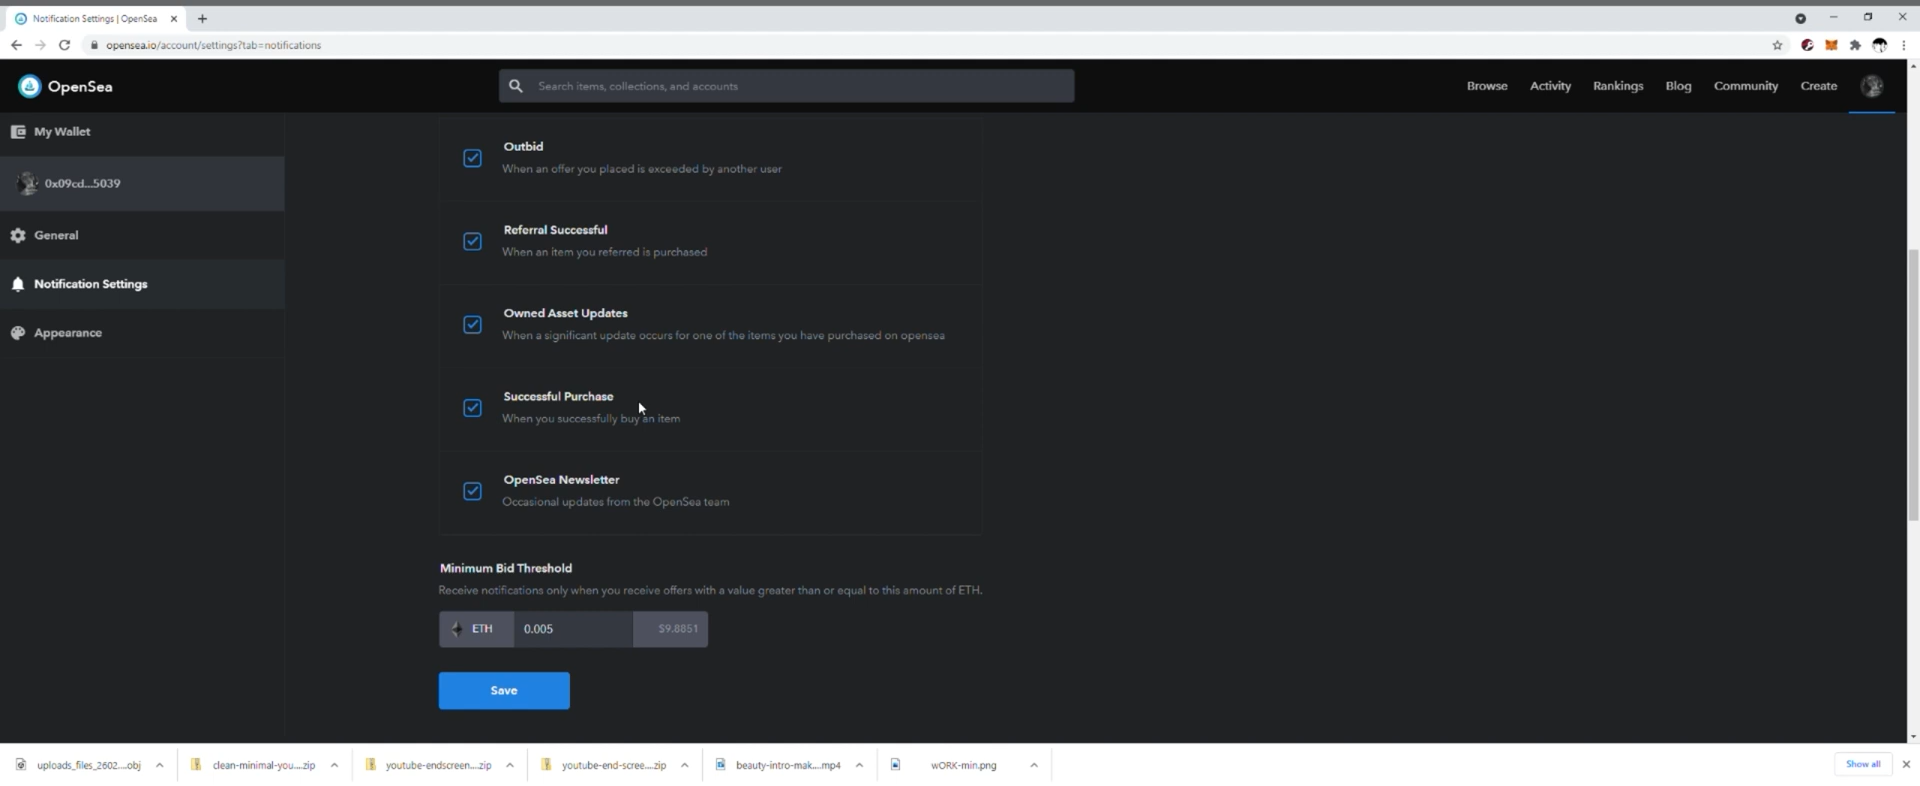 Notification Settings | OpenSea
opensea.io/account/settings?tab=notifications
OpenSea
Search items, collections, and accounts
Browse
Activity
Rankings
Blog
Community
Create
My Wallet
0x09cd...5039
General
Notification Settings
Appearance
Outbid
When an offer you placed is exceeded by another user
Referral Successful
When an item you referred is purchased
Owned Asset Updates
When a significant update occurs for one of the items you have purchased on opensea
Successful Purchase
When you successfully buy an item
OpenSea Newsletter
Occasional updates from the OpenSea team
Minimum Bid Threshold
Receive notifications only when you receive offers with a value greater than or equal to this amount of ETH.
ETH
0.005
$9.8851
Save
uploads_files_2602....obj
clean-minimal-you....zip
youtube-endscreen....zip
youtube-end-scree....zip
beauty-intro-mak....mp4
wORK-min.png
Show all